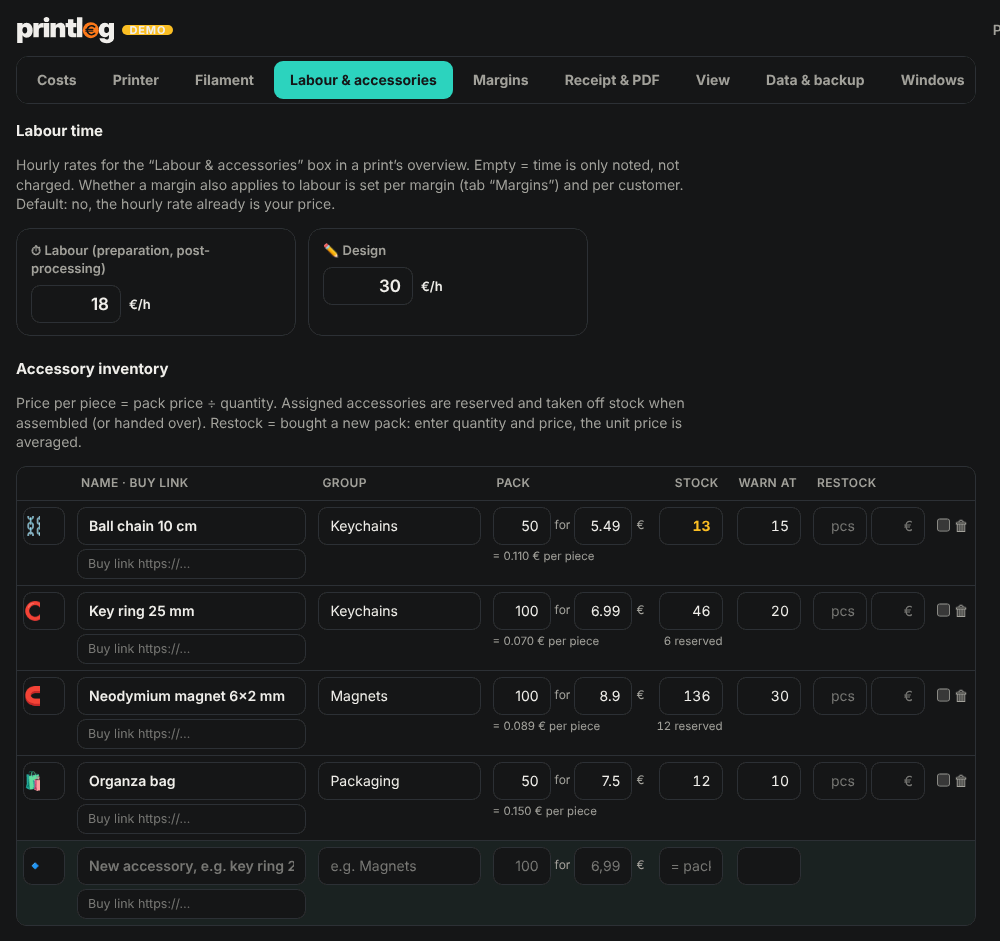 printlog DEMO
Costs Printer Filament Labour & accessories Margins Receipt & PDF View Data & backup Windows
Labour time
Hourly rates for the “Labour & accessories” box in a print’s overview. Empty = time is only noted, not
charged. Whether a margin also applies to labour is set per margin (tab “Margins”) and per customer.
Default: no, the hourly rate already is your price.
Labour (preparation, post-
processing)
18 €/h
Design
30 €/h
Accessory inventory
Price per piece = pack price ÷ quantity. Assigned accessories are reserved and taken off stock when
assembled (or handed over). Restock = bought a new pack: enter quantity and price, the unit price is
averaged.
NAME · BUY LINK GROUP PACK STOCK WARN AT RESTOCK
Ball chain 10 cm Keychains 50 for 5.49 € 13 15 pcs €
Buy link https://... = 0.110 € per piece
Key ring 25 mm Keychains 100 for 6.99 € 46 20 pcs €
Buy link https://... = 0.070 € per piece 6 reserved
Neodymium magnet 6×2 mm Magnets 100 for 8.9 € 136 30 pcs €
Buy link https://... = 0.089 € per piece 12 reserved
Organza bag Packaging 50 for 7.5 € 12 10 pcs €
Buy link https://... = 0.150 € per piece
New accessory, e.g. key ring 2 e.g. Magnets 100 for 6,99 € = pack
Buy link https://...